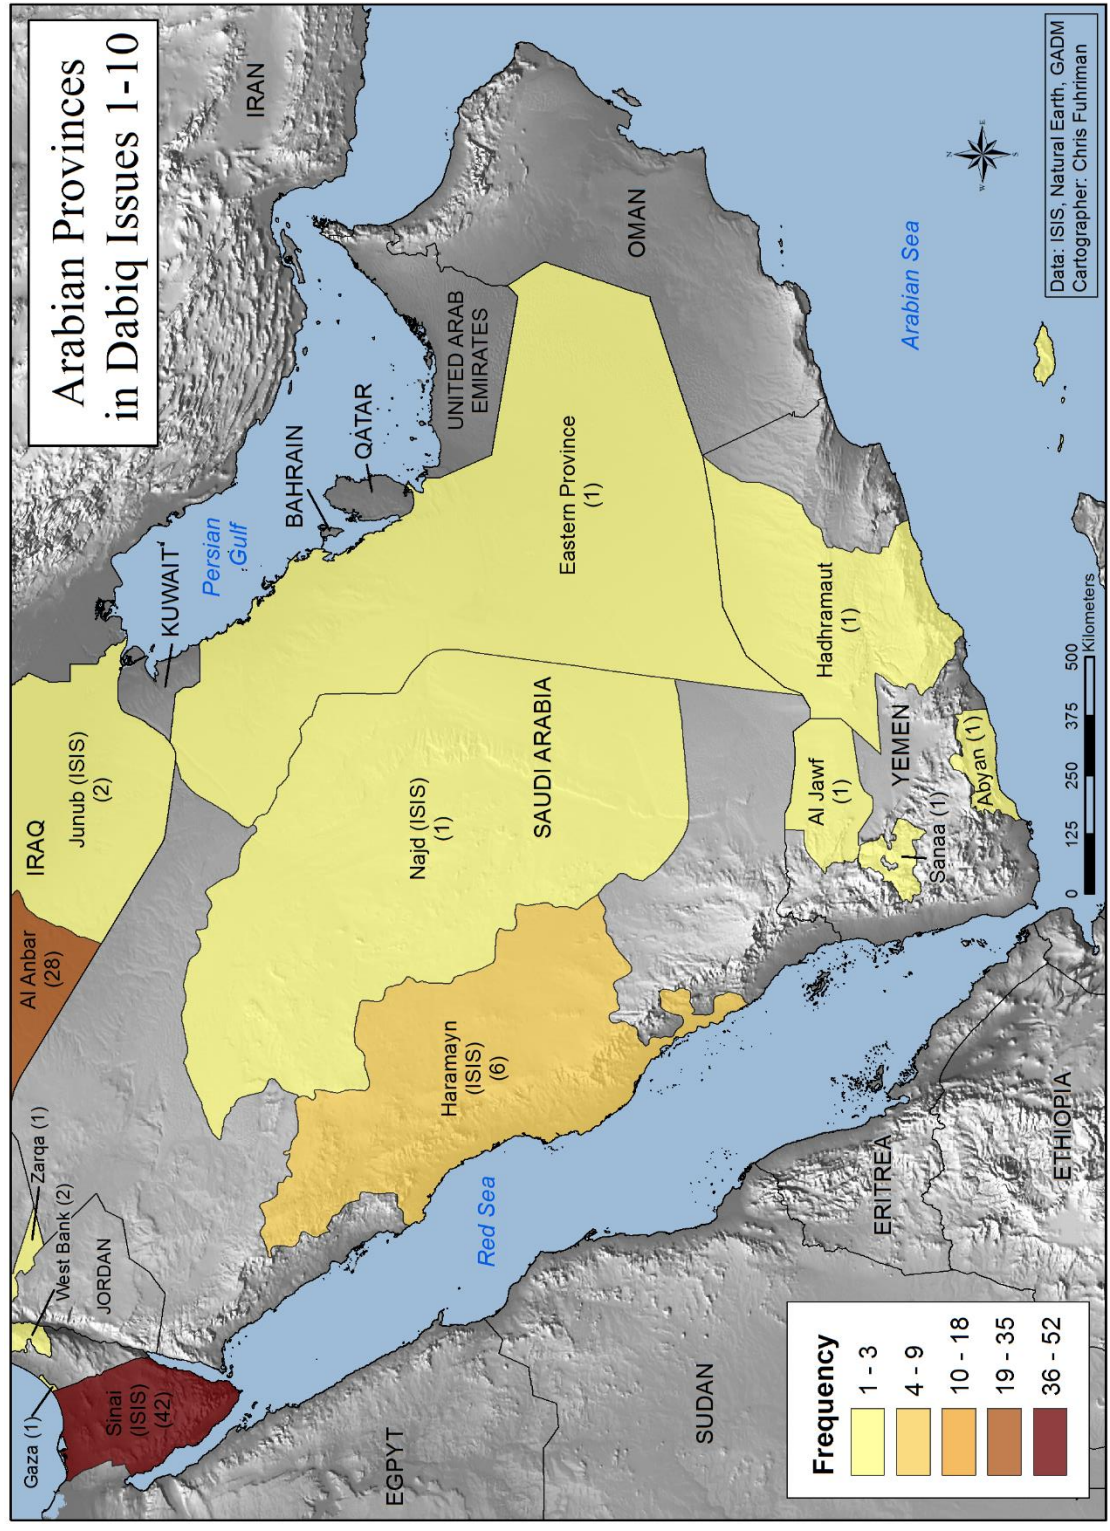 Arabian Provinces
in Dabiq Issues 1-10
Gaza (1)
Sinai
(ISIS)
(42)
West Bank (2)
Zarqa (1)
JORDAN
Al Anbar
(28)
IRAQ
Junub (ISIS)
(2)
KUWAIT
Persian
Gulf
BAHRAIN
QATAR
IRAN
UNITED ARAB
EMIRATES
OMAN
Eastern Province
(1)
Najd (ISIS)
(1)
SAUDI ARABIA
Haramayn
(ISIS)
(6)
Red Sea
EGPYT
SUDAN
ERITREA
ETHIOPIA
Al Jawf
(1)
Hadhramaut
(1)
YEMEN
Sanaa (1)
Abyan (1)
Arabian Sea
N
W
E
S
Frequency
1 - 3
4 - 9
10 - 18
19 - 35
36 - 52
0 125 250 375 500
Kilometers
Data: ISIS, Natural Earth, GADM
Cartographer: Chris Fuhriman